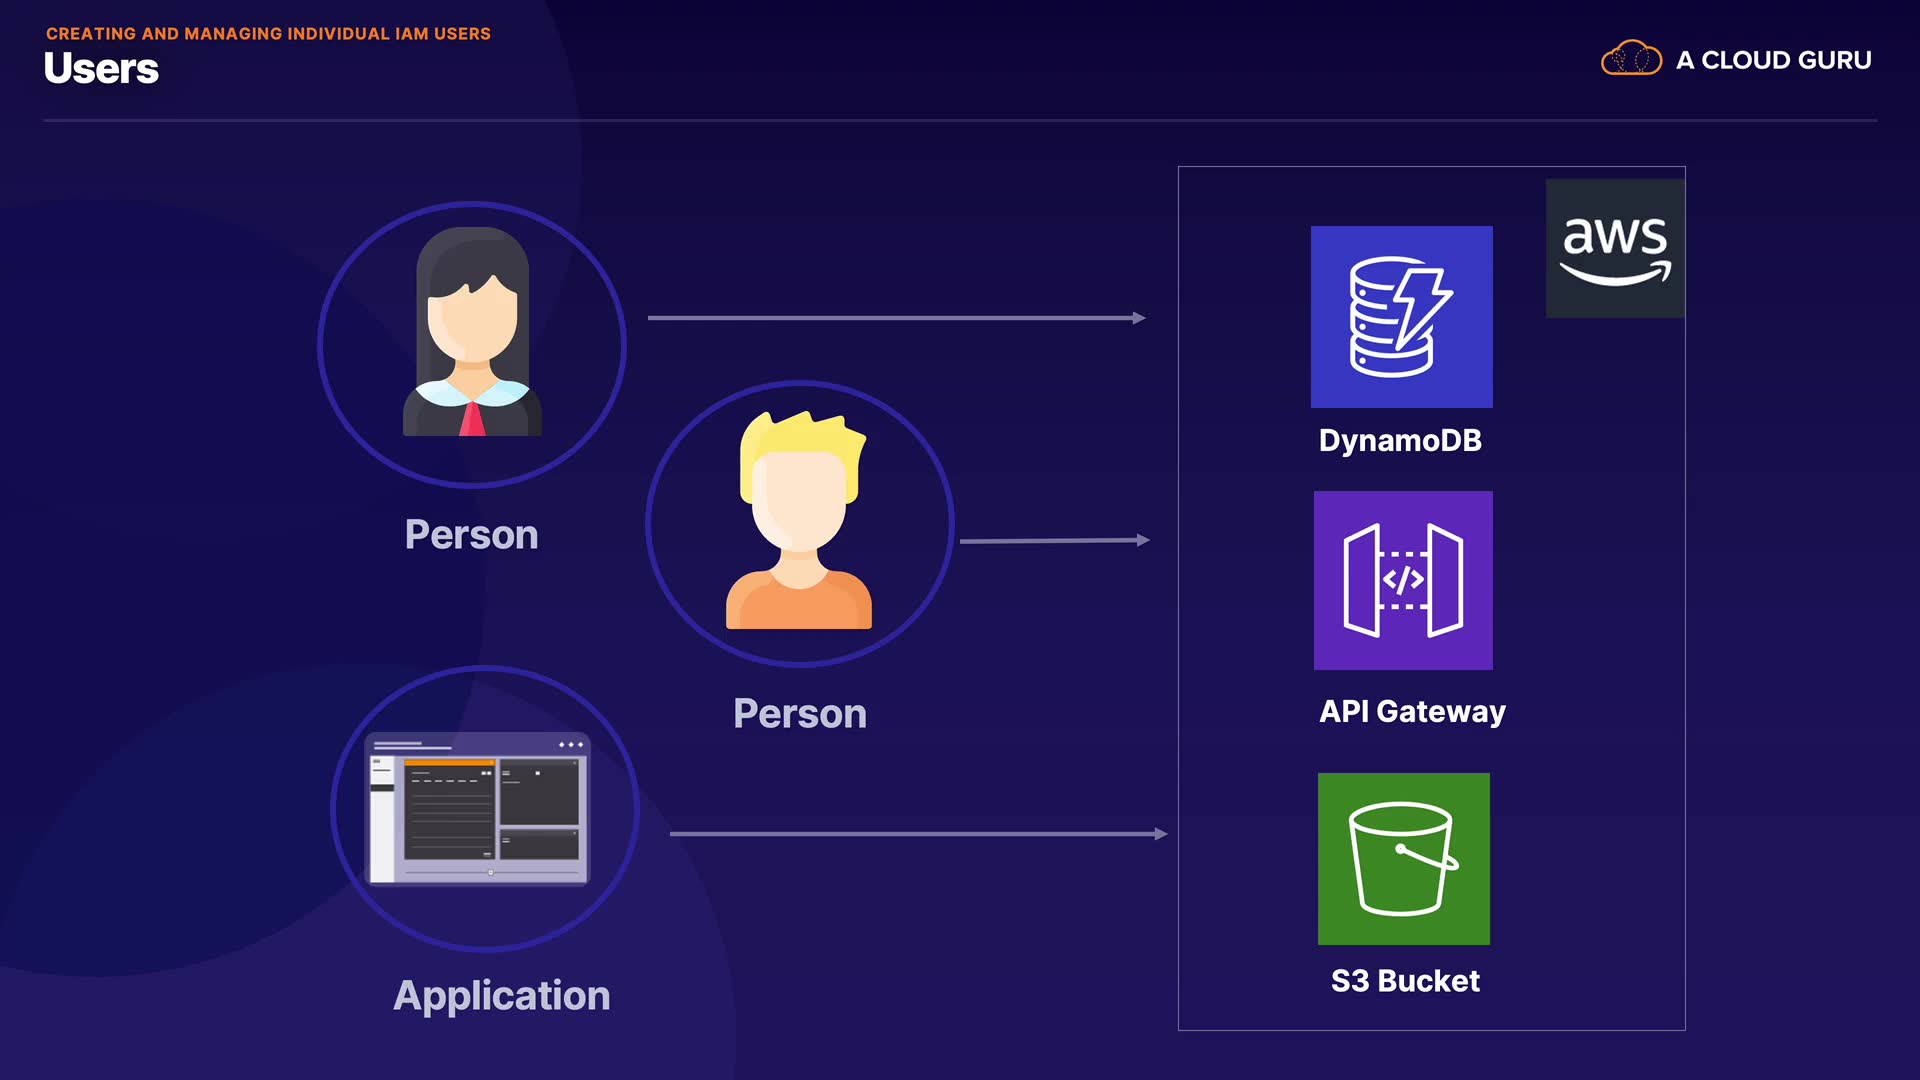 CREATING AND MANAGING INDIVIDUAL IAM USERS
Users
A CLOUD GURU
aws
DynamoDB
Person
API Gateway
</>
Person
S3 Bucket
Application